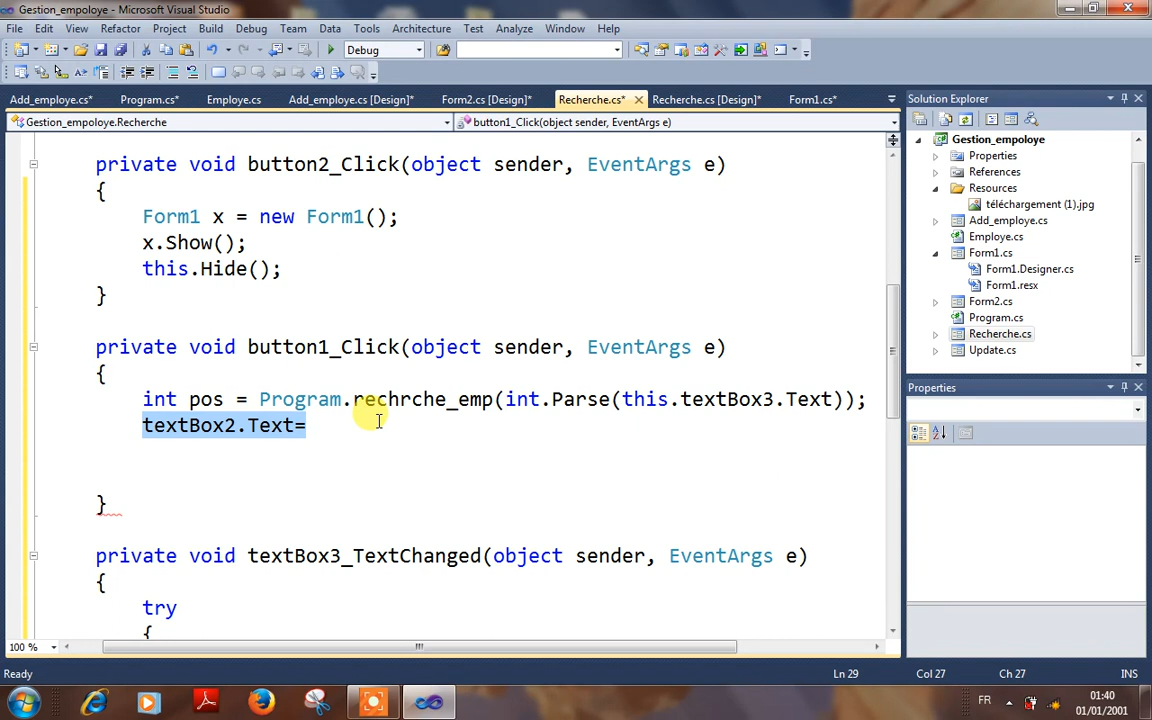 Gestion_empoloye - Microsoft Visual Studio
File Edit View Refactor Project Build Debug Team Data Tools Architecture Test Analyze Window Help
Debug
Add_employe.cs* Program.cs* Employe.cs Add_employe.cs [Design]* Form2.cs [Design]* Recherche.cs* Recherche.cs [Design]* Form1.cs*
Gestion_empoloye.Recherche button1_Click(object sender, EventArgs e)
private void button2_Click(object sender, EventArgs e)
{
Form1 x = new Form1();
x.Show();
this.Hide();
}
private void button1_Click(object sender, EventArgs e)
{
int pos = Program.rechrche_emp(int.Parse(this.textBox3.Text));
textBox2.Text=
}
private void textBox3_TextChanged(object sender, EventArgs e)
{
try
{
100 %
Solution Explorer
Gestion_empoloye
Properties
References
Resources
téléchargement (1).jpg
Add_employe.cs
Employe.cs
Form1.cs
Form1.Designer.cs
Form1.resx
Form2.cs
Program.cs
Recherche.cs
Update.cs
Properties
Ready Ln 29 Col 27 Ch 27 INS
FR 01:40
01/01/2001